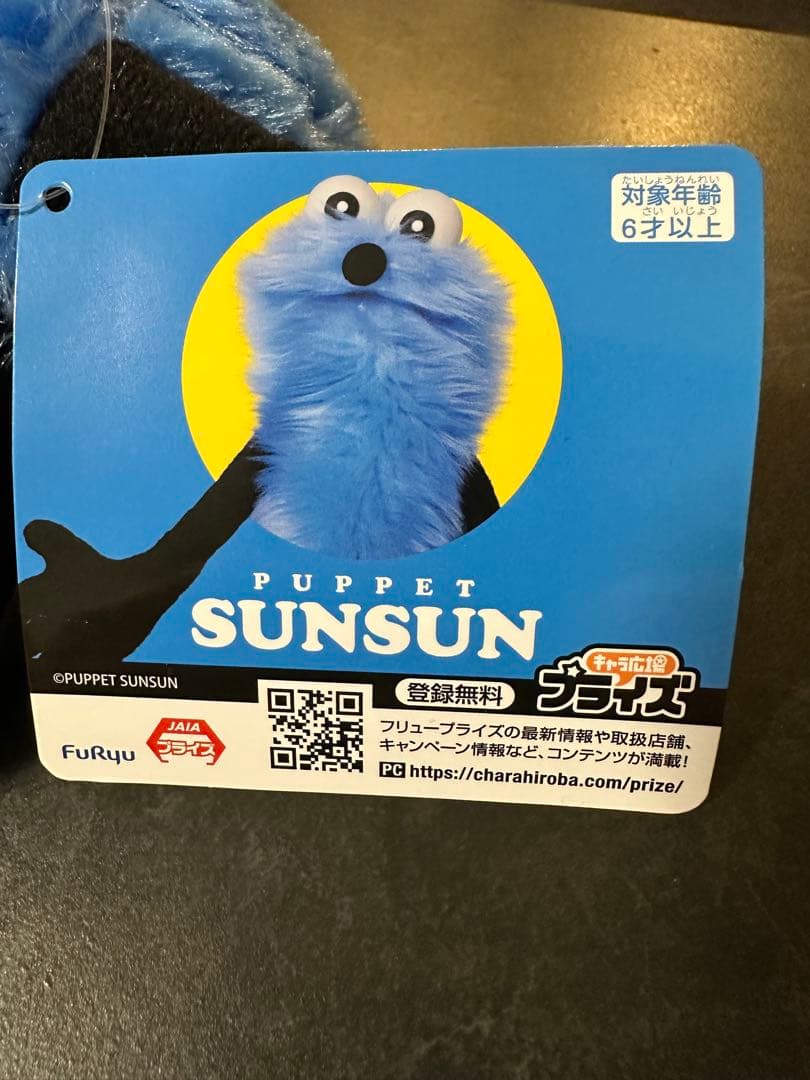 たいしょうねんれい
対象年齢
さい いじょう
6才以上
PUPPET
SUNSUN
©PUPPET SUNSUN
登録無料
キャラ広場
プライズ
FuRyu
JAIA
プライズ
フリュープライズの最新情報や取扱店舗、
キャンペーン情報など、コンテンツが満載!
PC https://charahiroba.com/prize/